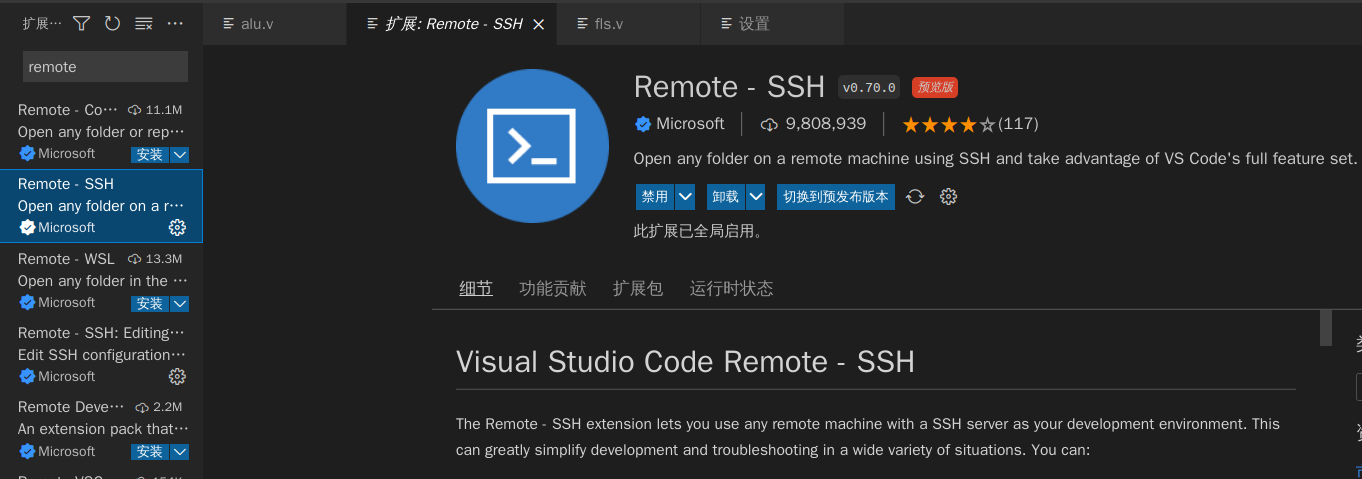 扩展…
alu.v
扩展: Remote - SSH
fls.v
设置
remote
Remote - Co… 11.1M
Open any folder or rep…
Microsoft 安装
Remote - SSH
Open any folder on a r…
Microsoft
Remote - WSL 13.3M
Open any folder in the …
Microsoft 安装
Remote - SSH: Editing…
Edit SSH configuration…
Microsoft
Remote Deve… 2.2M
An extension pack that…
Microsoft 安装
Remote - SSH v0.70.0 预览版
Microsoft 9,808,939 (117)
Open any folder on a remote machine using SSH and take advantage of VS Code's full feature set.
禁用 卸载 切换到预发布版本
此扩展已全局启用。
细节 功能贡献 扩展包 运行时状态
Visual Studio Code Remote - SSH
The Remote - SSH extension lets you use any remote machine with a SSH server as your development environment. This
can greatly simplify development and troubleshooting in a wide variety of situations. You can: